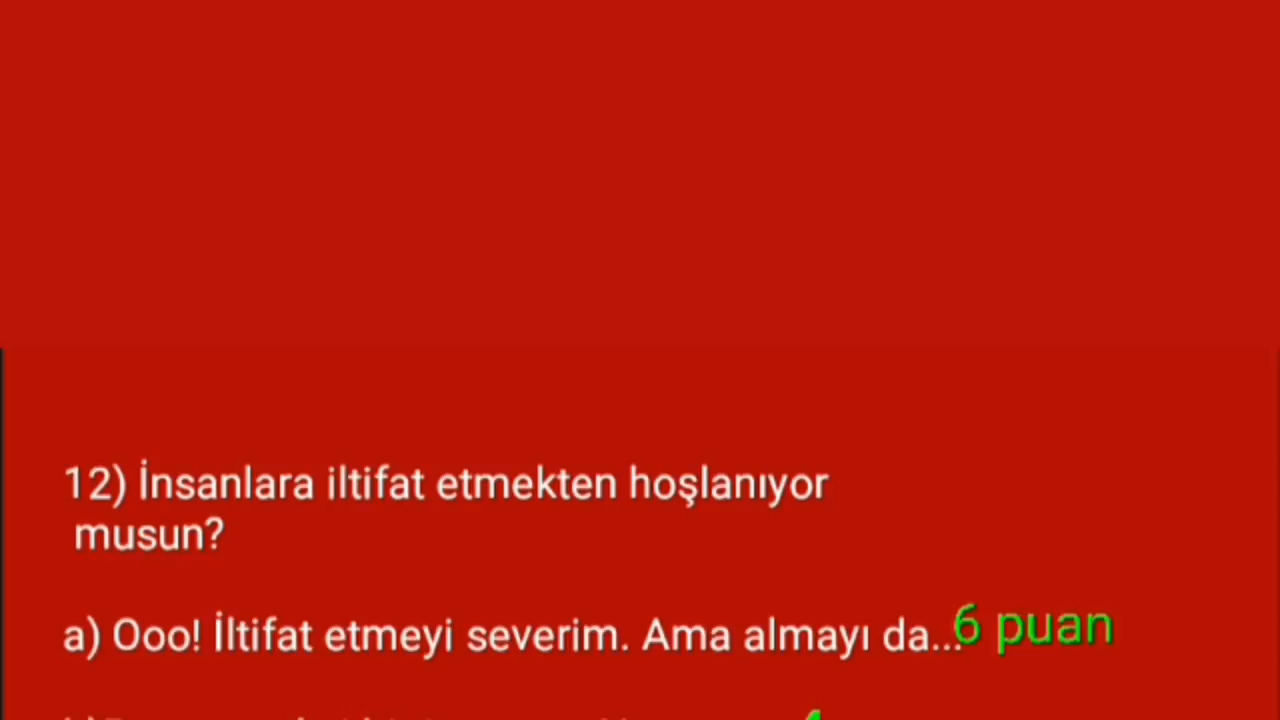 12) İnsanlara iltifat etmekten hoşlanıyor
musun?
a) Ooo! İltifat etmeyi severim. Ama almayı da...6 puan